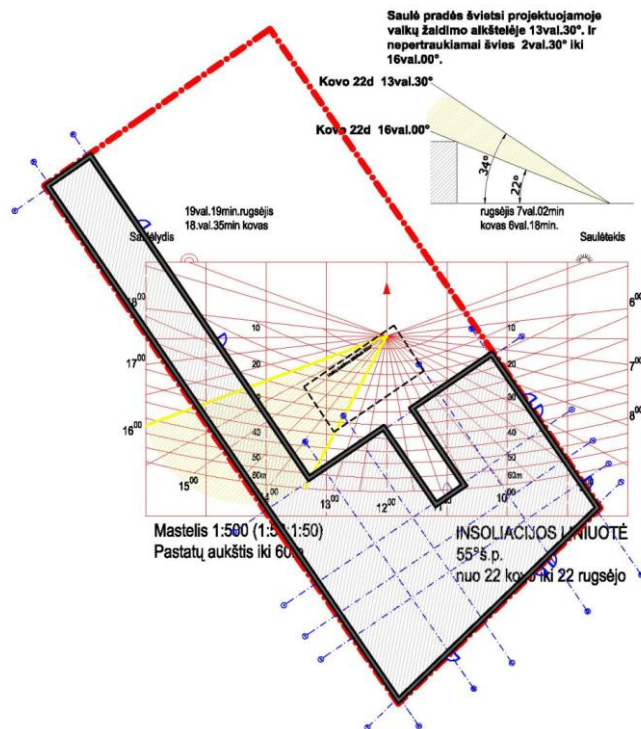 Saulė pradės švietsi projektuojamoje
vaikų žaidimo aikštelėje 13val.30°. Ir
nepertraukiamai švies 2val.30° iki
16val.00°.
Kovo 22d 13val.30°
Kovo 22d 16val.00°
34°
22°
19val.19min.rugsėjis
18.val.35min kovas
rugsėjis 7val.02min
kovas 6val.18min.
Saulėlydis
Saulėtekis
18⁰⁰
10
10
6⁰⁰
17⁰⁰
20
20
7⁰⁰
30
8⁰⁰
16⁰⁰
40
40
50
50
15⁰⁰
60m
60m
14⁰⁰
13⁰⁰
12⁰⁰
10⁰⁰
Mastelis 1:500
Pastatų aukštis iki
INSOLIACIJOS LINIUOTĖ
55°š.p.
nuo 22 kovo iki 22 rugsėjo